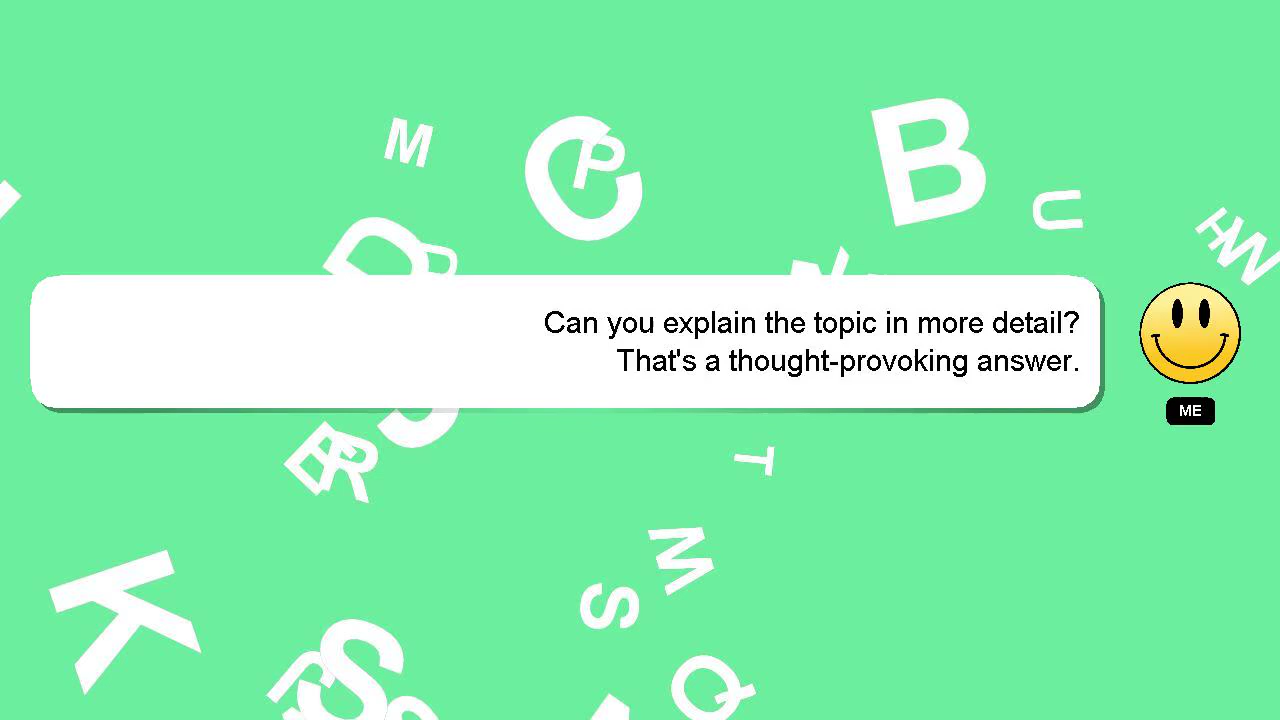 M
C
P
B
U
H
W
D
D
Can you explain the topic in more detail?
That's a thought-provoking answer.
ME
B
R
T
M
S
K
S
Q